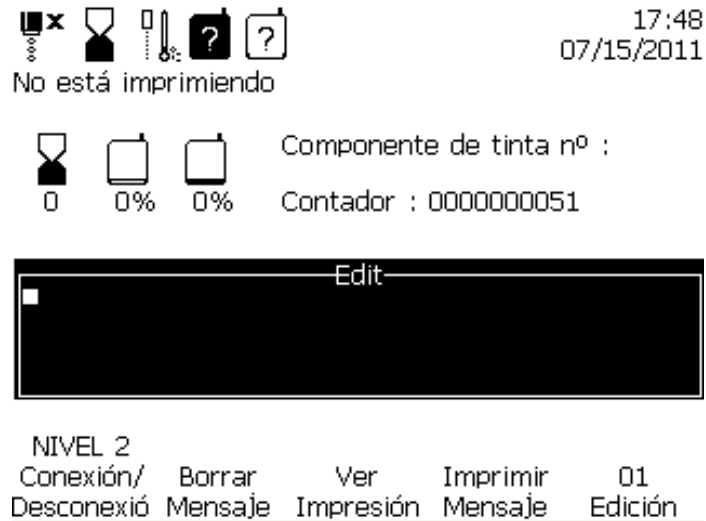 ? ?
17:48
07/15/2011
No está imprimiendo
Componente de tinta nº :
0 0% 0% Contador : 0000000051
Edit
NIVEL 2
Conexión/ Borrar Ver Imprimir 01
Desconexió Mensaje Impresión Mensaje Edición